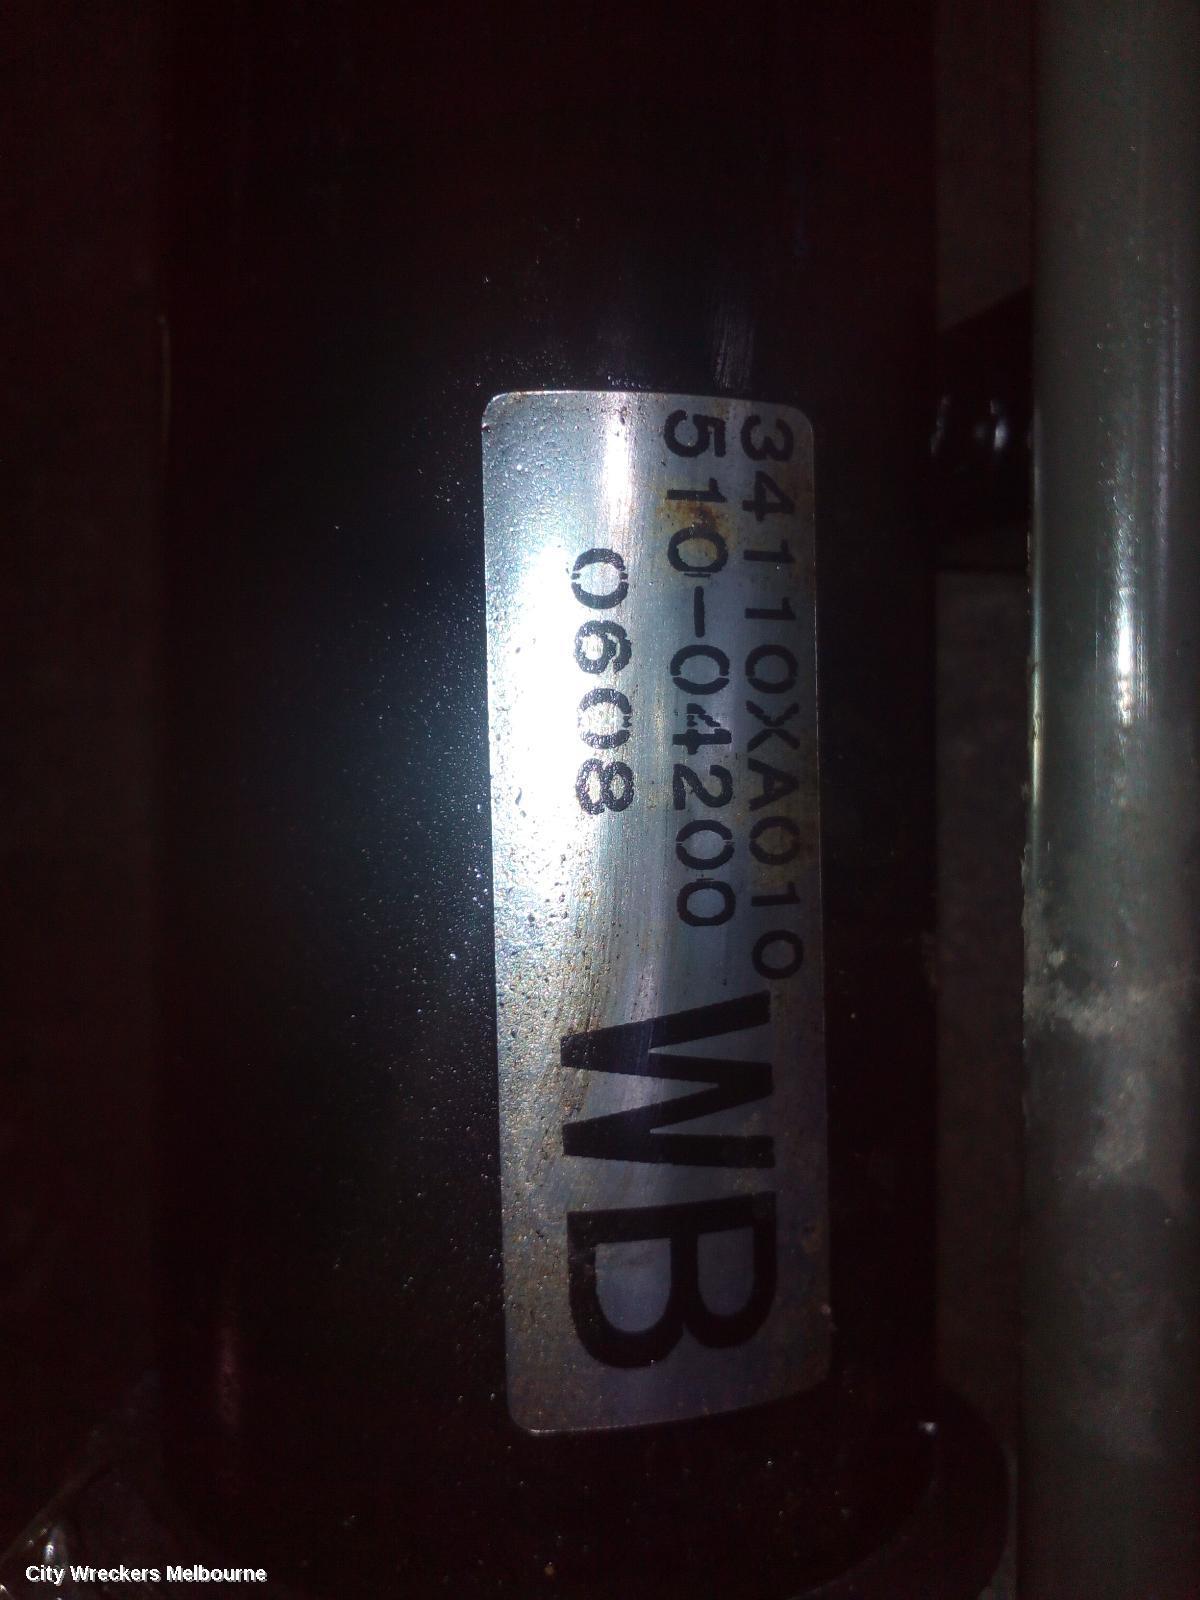 34110XA010
510-04200
0608
WB
City Wreckers Melbourne